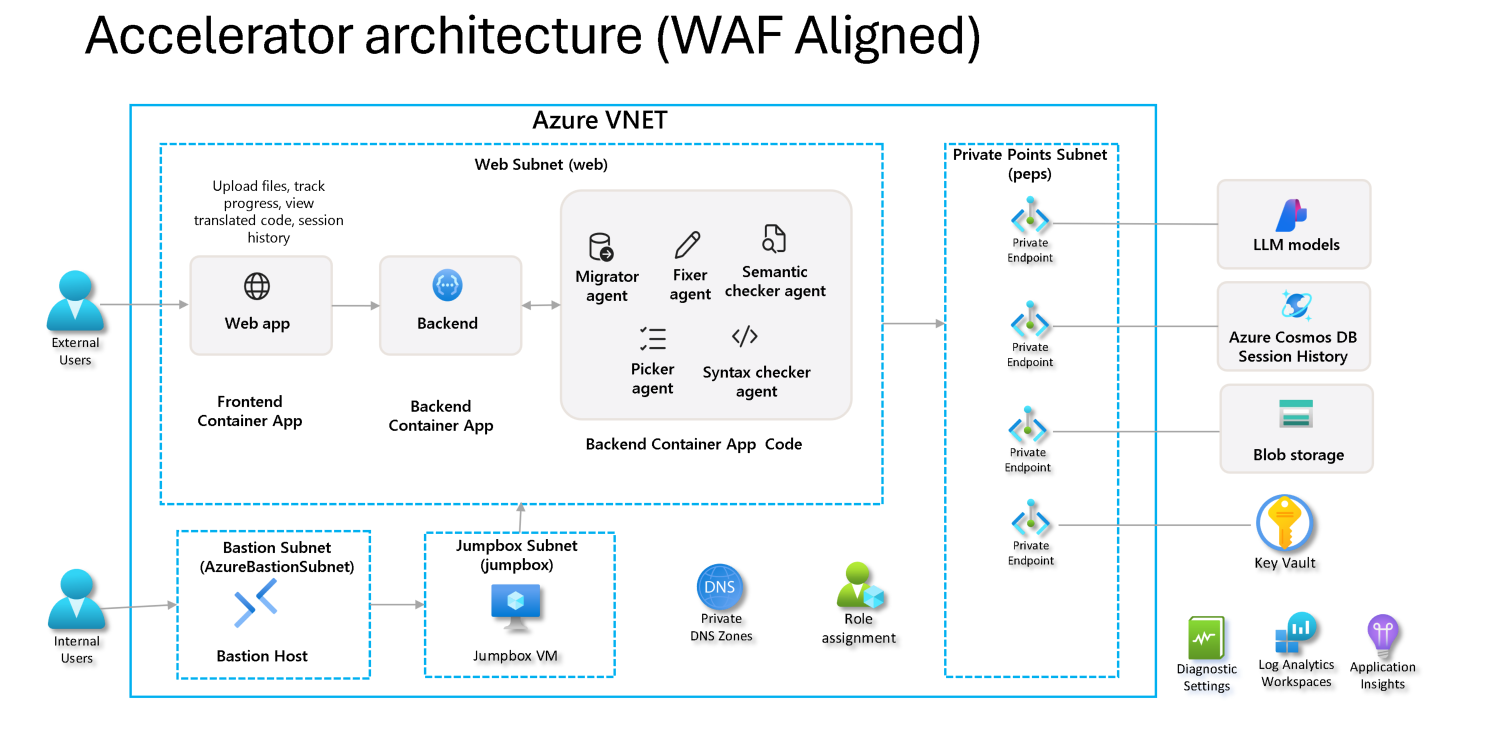 Accelerator architecture (WAF Aligned)
Azure VNET
Web Subnet (web)
Upload files, track
progress, view
translated code, session
history
Web app
Frontend
Container App
Backend
Backend
Container App
Migrator
agent
Fixer
agent
Semantic
checker agent
Picker
agent
Syntax checker
agent
Backend Container App  Code
External
Users
Private Points Subnet
(peps)
Private
Endpoint
Private
Endpoint
Private
Endpoint
Private
Endpoint
LLM models
Azure Cosmos DB
Session History
Blob storage
Key Vault
Internal
Users
Bastion Subnet
(AzureBastionSubnet)
Bastion Host
Jumpbox Subnet
(jumpbox)
Jumpbox VM
DNS
Private
DNS Zones
Role
assignment
Diagnostic
Settings
Log Analytics
Workspaces
Application
Insights